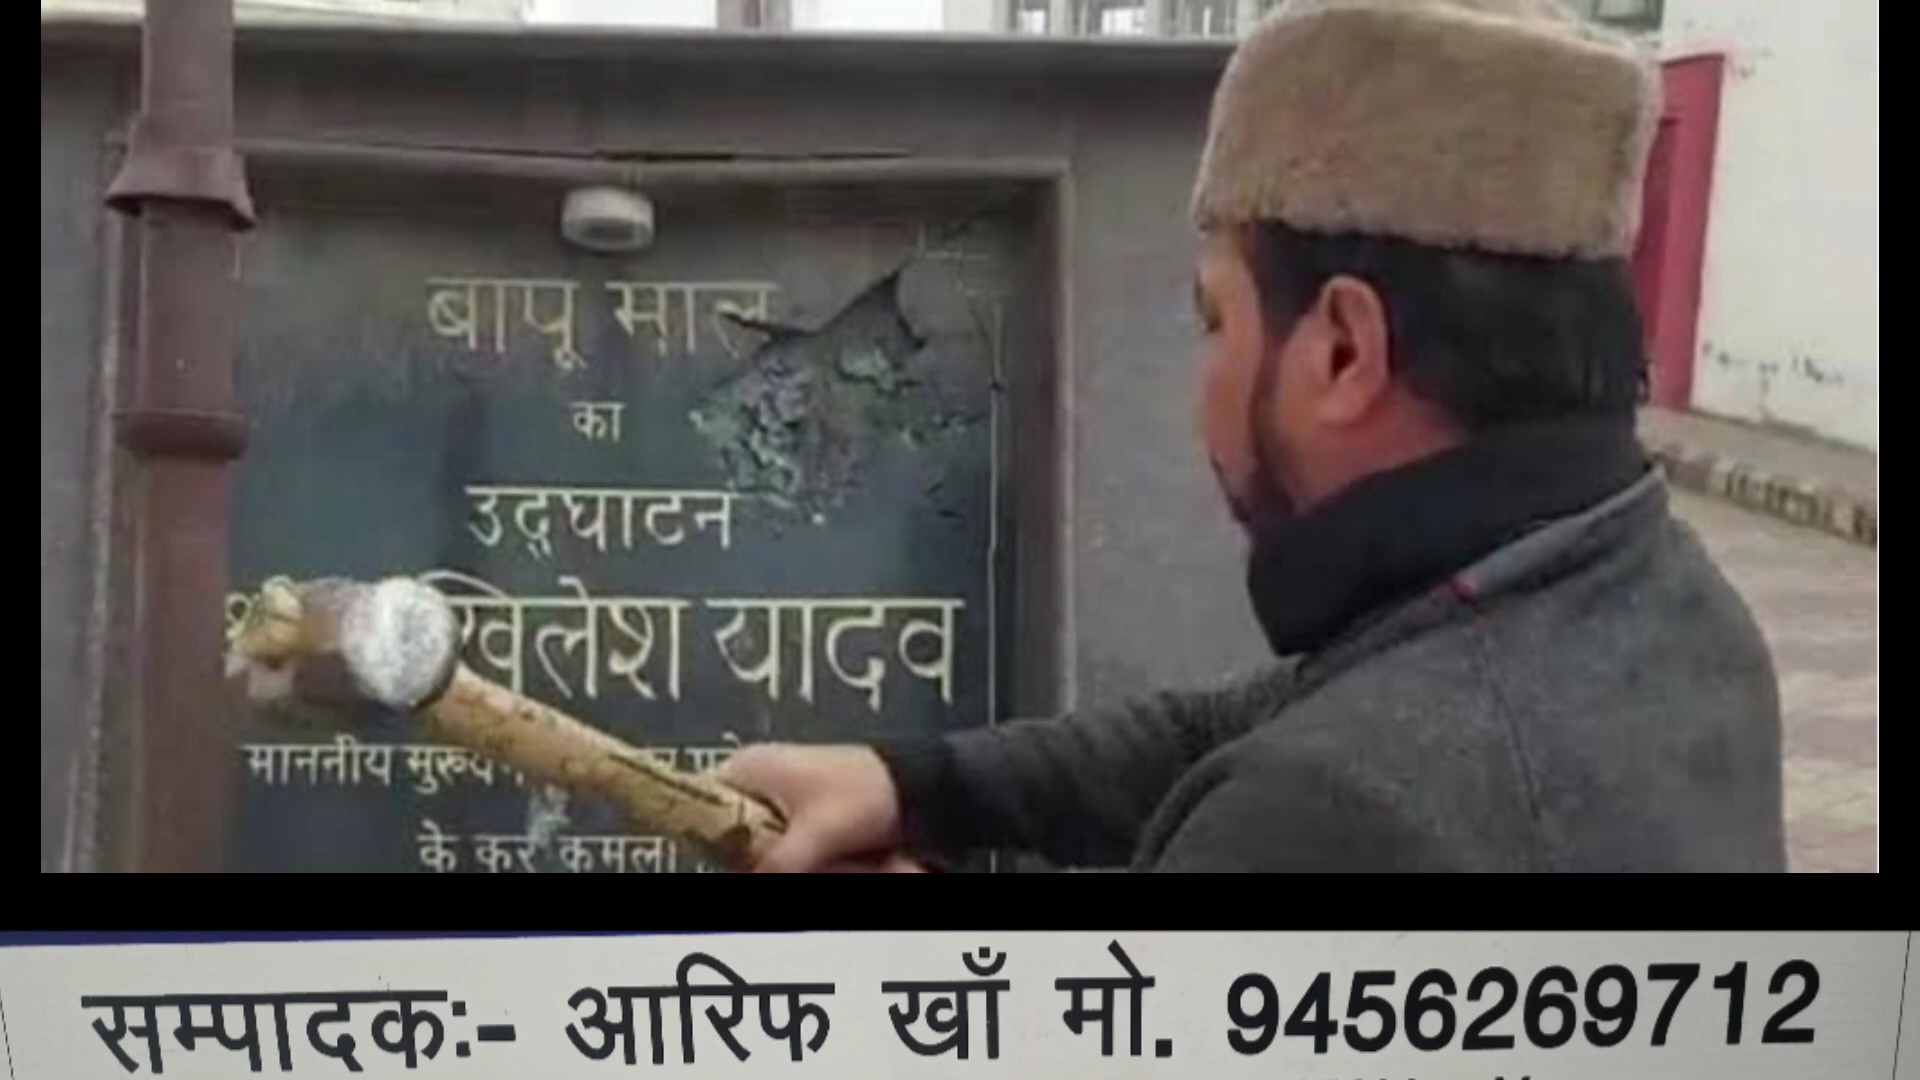 बापू माल
का
उद्घाटन
खिलेश यादव
माननीय
के कर कमलो
सम्पादक:- आरिफ खाँ मो. 9456269712